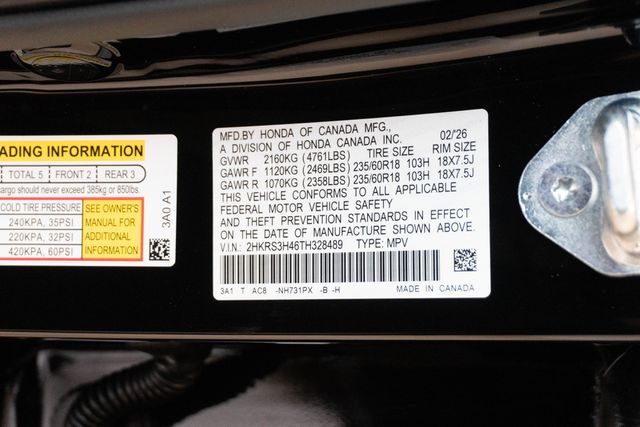 ADING INFORMATION
TOTAL 5 FRONT 2 REAR 3
argo should never exceed 385kg or 850lbs.
COLD TIRE PRESSURE
240KPA, 35PSI
220KPA, 32PSI
420KPA, 60PSI
SEE OWNER'S
MANUAL FOR
ADDITIONAL
INFORMATION
3A0 A1
MFD.BY HONDA OF CANADA MFG., 02/26
A DIVISION OF HONDA CANADA INC.
GVWR 2160KG (4761LBS) TIRE SIZE RIM SIZE
GAWR F 1120KG (2469LBS) 235/60R18 103H 18X7.5J
GAWR R 1070KG (2358LBS) 235/60R18 103H 18X7.5J
THIS VEHICLE CONFORMS TO ALL APPLICABLE
FEDERAL MOTOR VEHICLE SAFETY
AND THEFT PREVENTION STANDARDS IN EFFECT
ON THE DATE OF MANUFACTURE SHOWN ABOVE.
V.I.N.: 2HKRS3H46TH328489 TYPE: MPV
3A1 T AC8 -NH731PX -B -H MADE IN CANADA